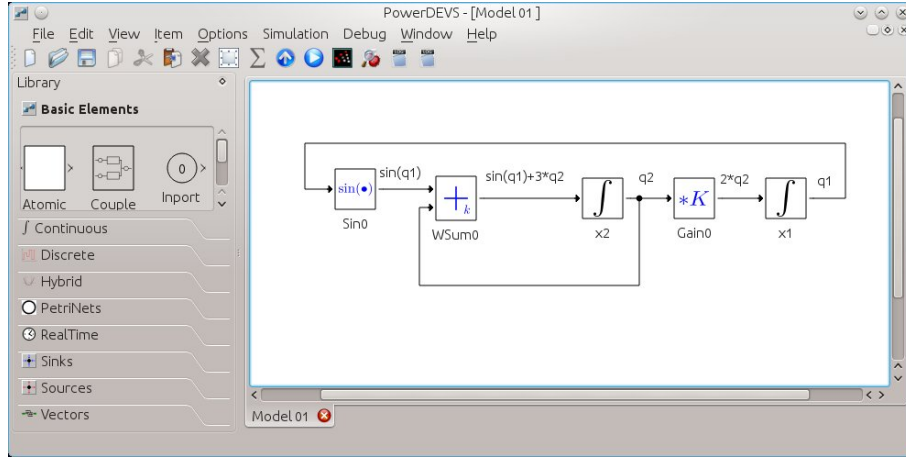 PowerDEVS - [Model 01 ]
File Edit View Item Options Simulation Debug Window Help
Library
Basic Elements
0
Atomic Couple Inport
∫ Continuous
Discrete
Hybrid
PetriNets
RealTime
Sinks
Sources
Vectors
sin(q1) sin(q1)+3*q2 q2 2*q2 q1
sin(•) +k ∫ *K ∫
Sin0 WSum0 x2 Gain0 x1
Model 01